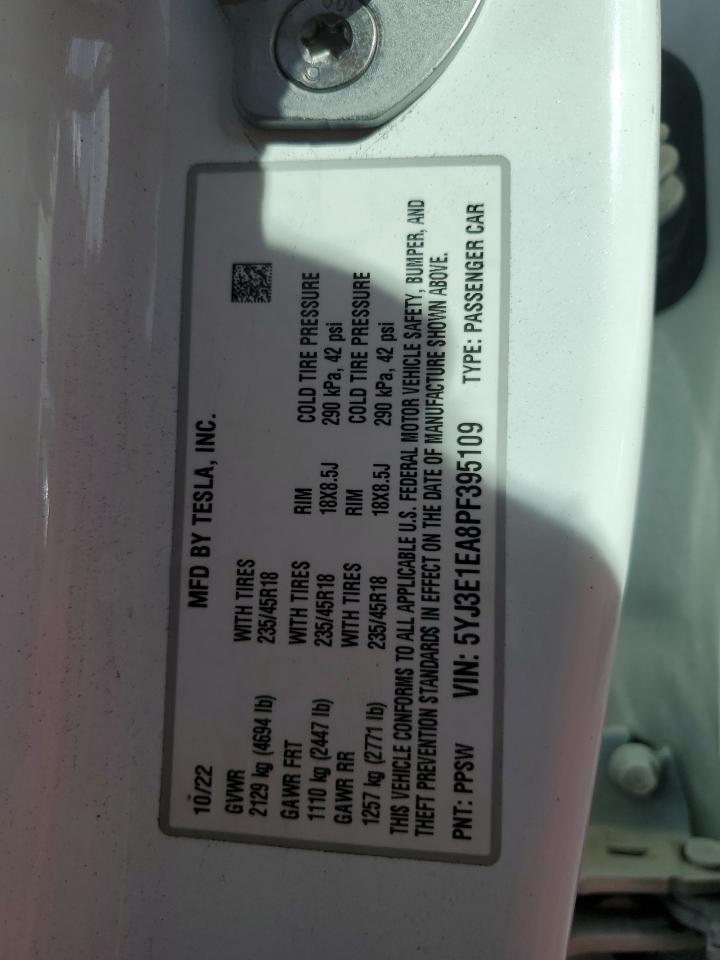 10/22 MFD BY TESLA, INC.
GVWR WITH TIRES
2129 kg (4694 lb) 235/45R18
GAWR FRT WITH TIRES RIM COLD TIRE PRESSURE
1110 kg (2447 lb) 235/45R18 18X8.5J 290 kPa, 42 psi
GAWR RR WITH TIRES RIM COLD TIRE PRESSURE
1257 kg (2771 lb) 235/45R18 18X8.5J 290 kPa, 42 psi
THIS VEHICLE CONFORMS TO ALL APPLICABLE U.S. FEDERAL MOTOR VEHICLE SAFETY, BUMPER, AND
THEFT PREVENTION STANDARDS IN EFFECT ON THE DATE OF MANUFACTURE SHOWN ABOVE.
PNT: PPSW VIN: 5YJ3E1EA8PF395109 TYPE: PASSENGER CAR